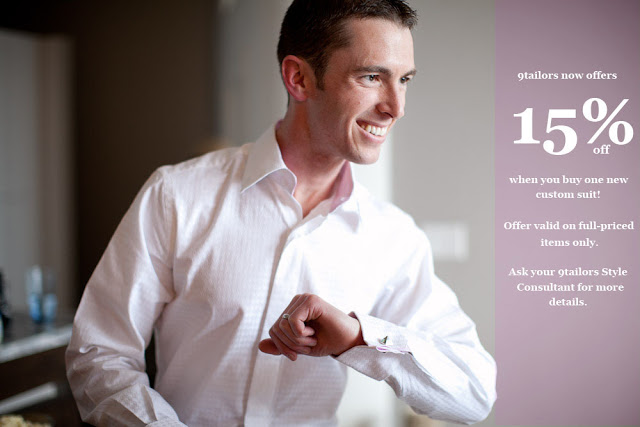 9tailors now offers
15%
off
when you buy one new
custom suit!
Offer valid on full-priced
items only.
Ask your 9tailors Style
Consultant for more
details.